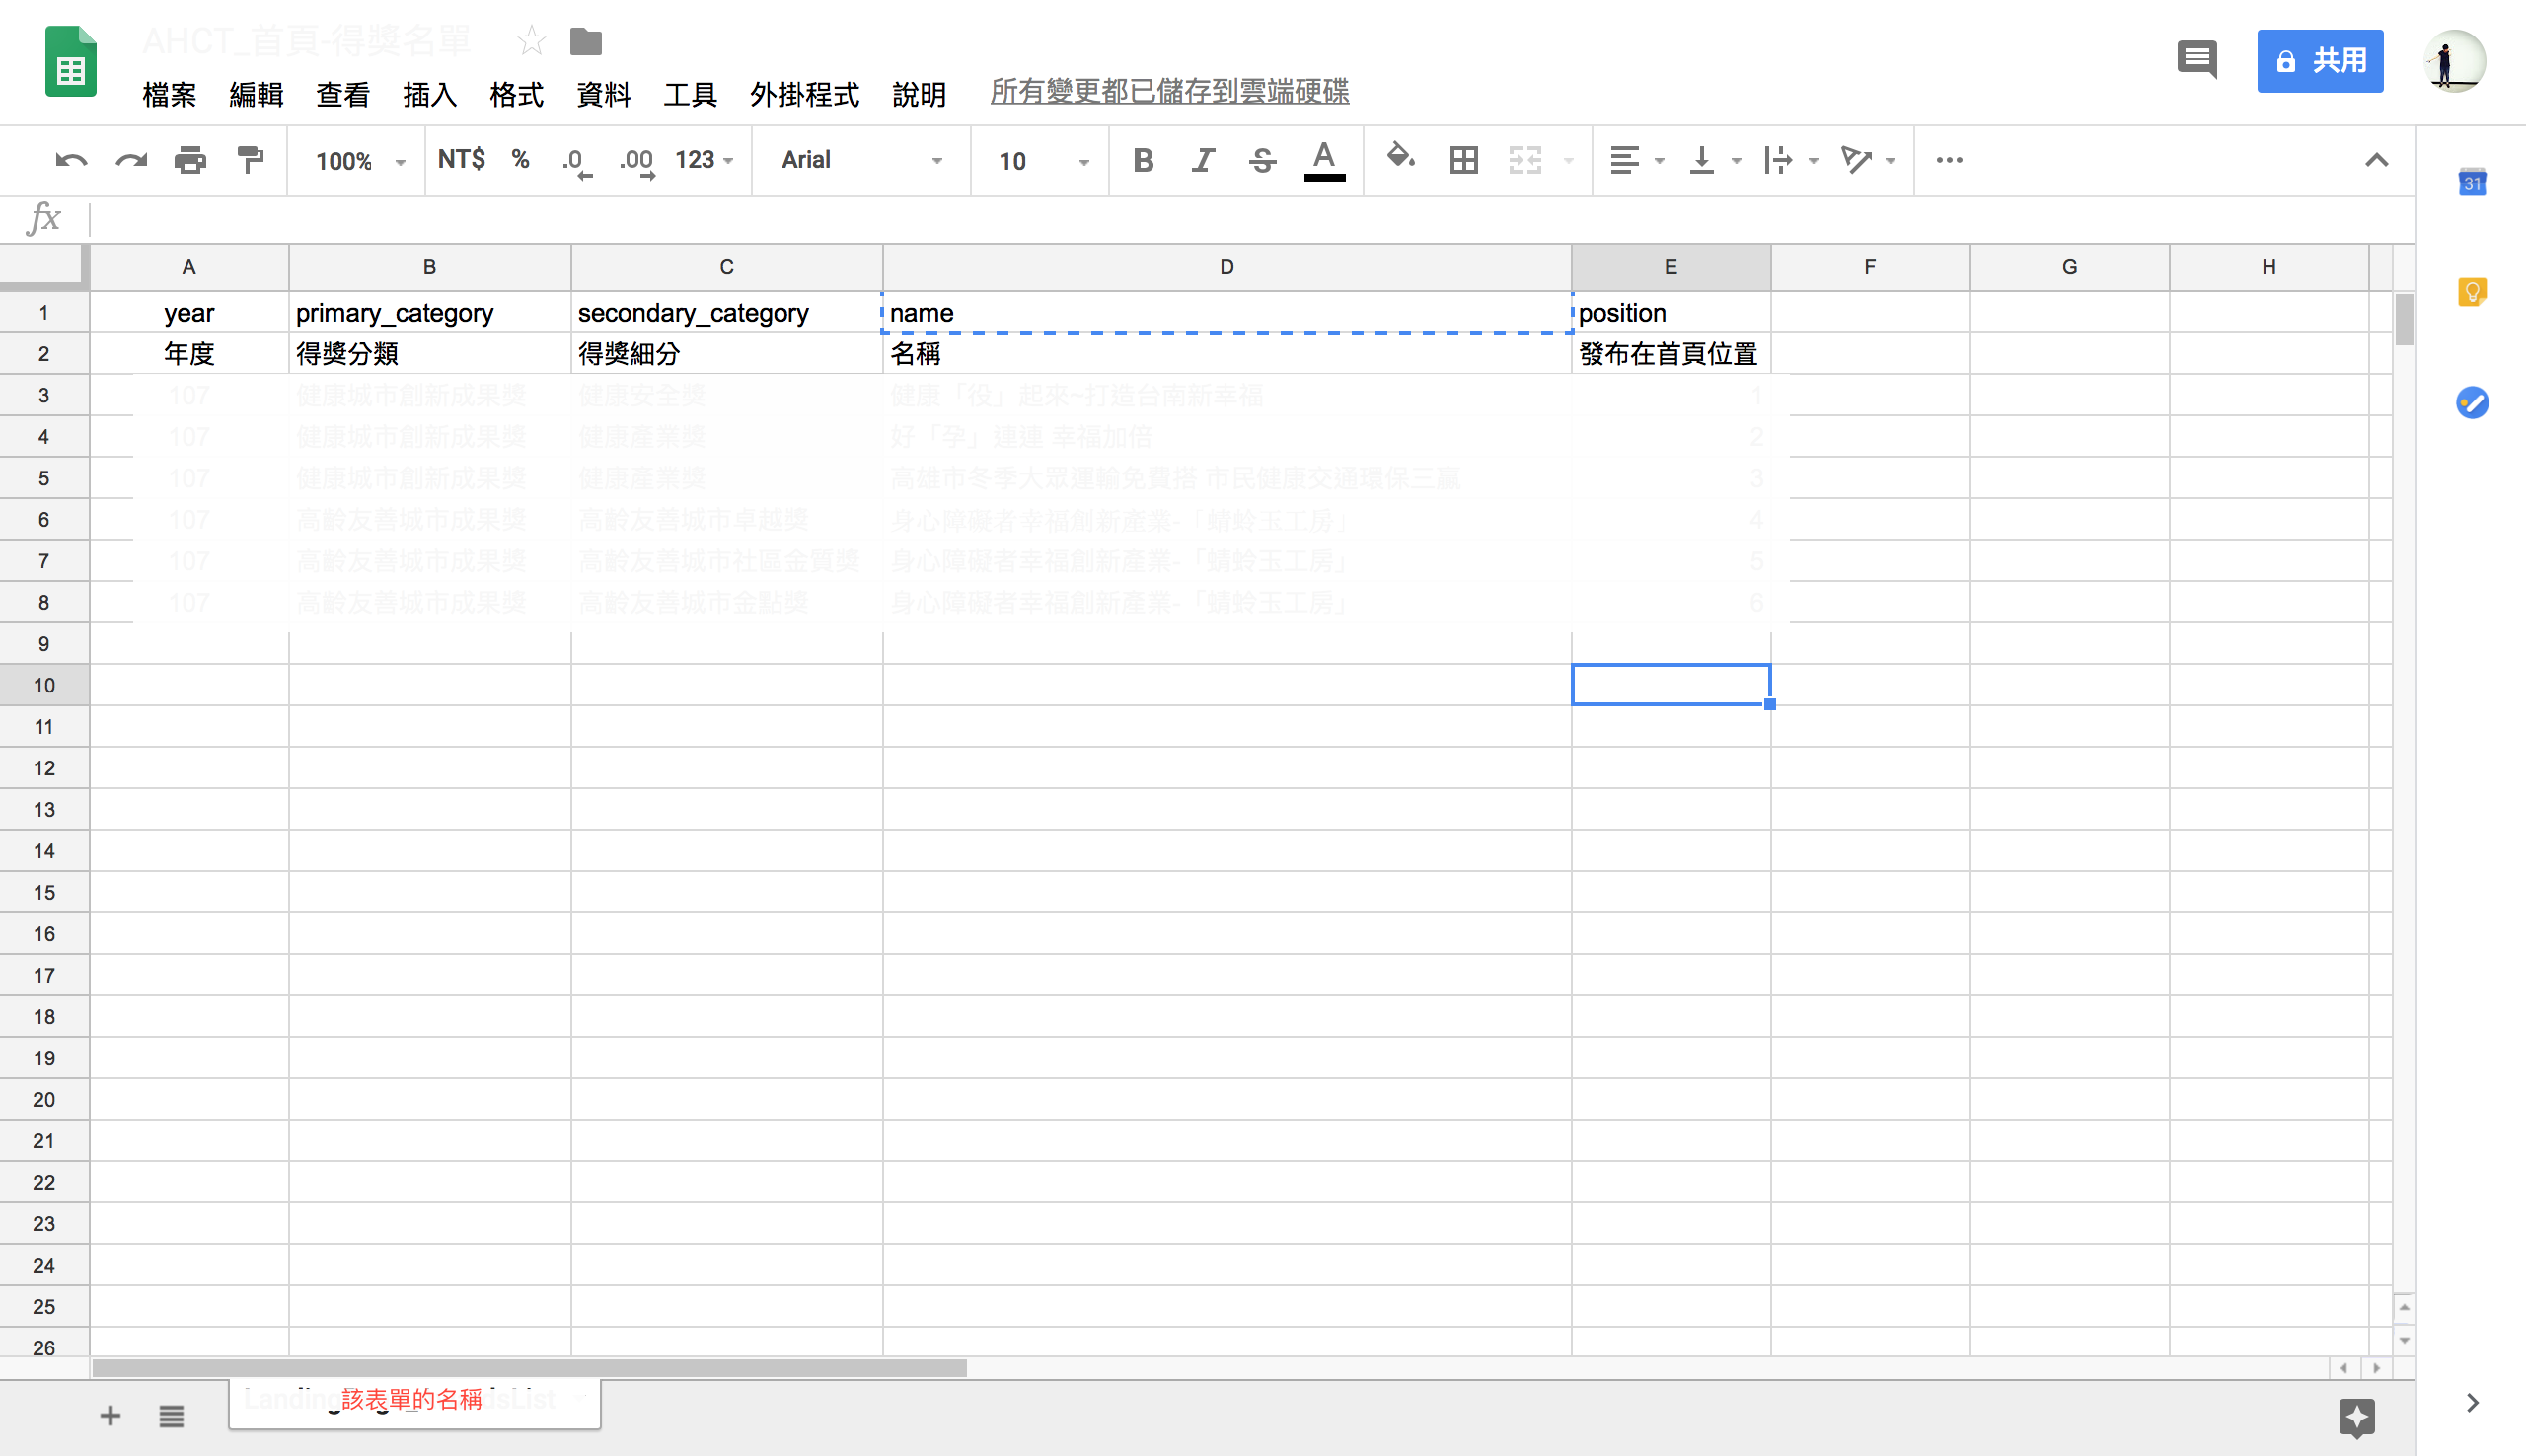 AHCT_首頁-得獎名單
檔案 編輯 查看 插入 格式 資料 工具 外掛程式 說明 所有變更都已儲存到雲端硬碟
共用
100% NT$ % .0 .00 123 Arial 10 B I S A
31
fx
A B C D E F G H
1 year primary_category secondary_category name position
2 年度 得獎分類 得獎細分 名稱 發布在首頁位置
3 107 健康城市創新成果獎 健康安全獎 健康「役」起來~打造台南新幸福 1
4 107 健康城市創新成果獎 健康產業獎 好「孕」連連 幸福加倍 2
5 107 健康城市創新成果獎 健康產業獎 高雄市冬季大眾運輸免費搭 市民健康交通環保三贏 3
6 107 高齡友善城市成果獎 高齡友善城市卓越獎 身心障礙者幸福創新產業-「蜻蛉玉工房」 4
7 107 高齡友善城市成果獎 高齡友善城市社區金質獎 身心障礙者幸福創新產業-「蜻蛉玉工房」 5
8 107 高齡友善城市成果獎 高齡友善城市金點獎 身心障礙者幸福創新產業-「蜻蛉玉工房」 6
9
10
11
12
13
14
15
16
17
18
19
20
21
22
23
24
25
26
該表單的名稱